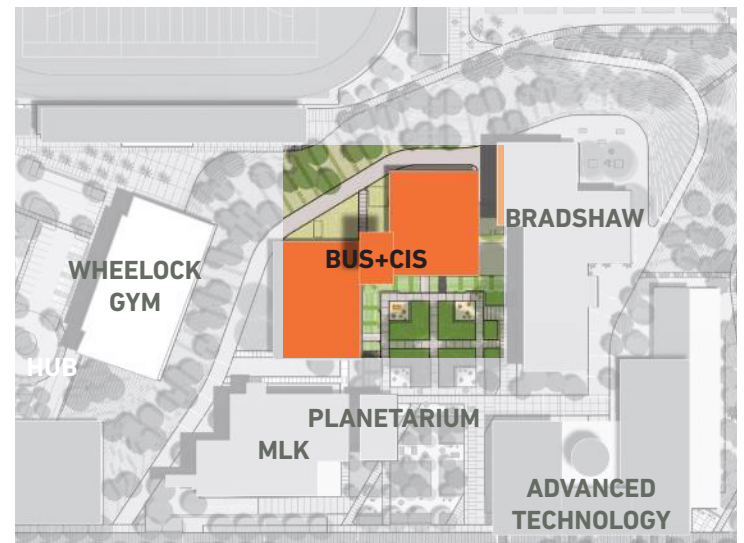 BRADSHAW
BUS+CIS
WHEELOCK
GYM
HUB
PLANETARIUM
MLK
ADVANCED
TECHNOLOGY